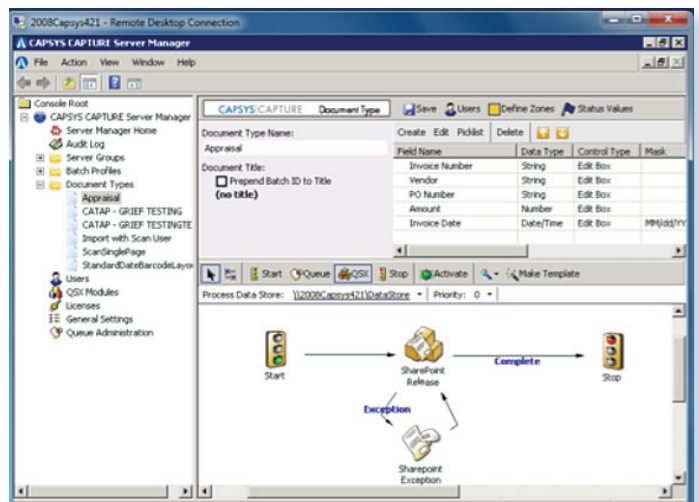 2008Capsys421 - Remote Desktop Connection
CAPSYS CAPTURE Server Manager
File Action View Window Help
Console Root
CAPSYS CAPTURE Server Manager
Server Manager Home
Audit Log
Server Groups
Batch Profiles
Document Types
Appraisal
CATAP - GRIEF TESTING
CATAP - GRIEF TESTINGTE
Import with Scan User
ScanSinglePage
StandardDateBarcodeLayou
Users
QSX Modules
Licenses
General Settings
Queue Administration
CAPSYS CAPTURE Document Type Save Users Define Zones Status Values
Document Type Name:
Appraisal
Document Title:
Prepend Batch ID to Title
(no title)
Create Edit Picklist Delete
Field Name Data Type Control Type Mask
Invoice Number String Edit Box
Vendor String Edit Box
PO Number String Edit Box
Amount Number Edit Box
Invoice Date Date/Time Edit Box MM/dd/YY
Start Queue QSX Stop Activate Make Template
Process Data Store: \\2008Capsys421\DataStore Priority: 0
Start
SharePoint
Release
Complete
Stop
Exception
Sharepoint
Exception